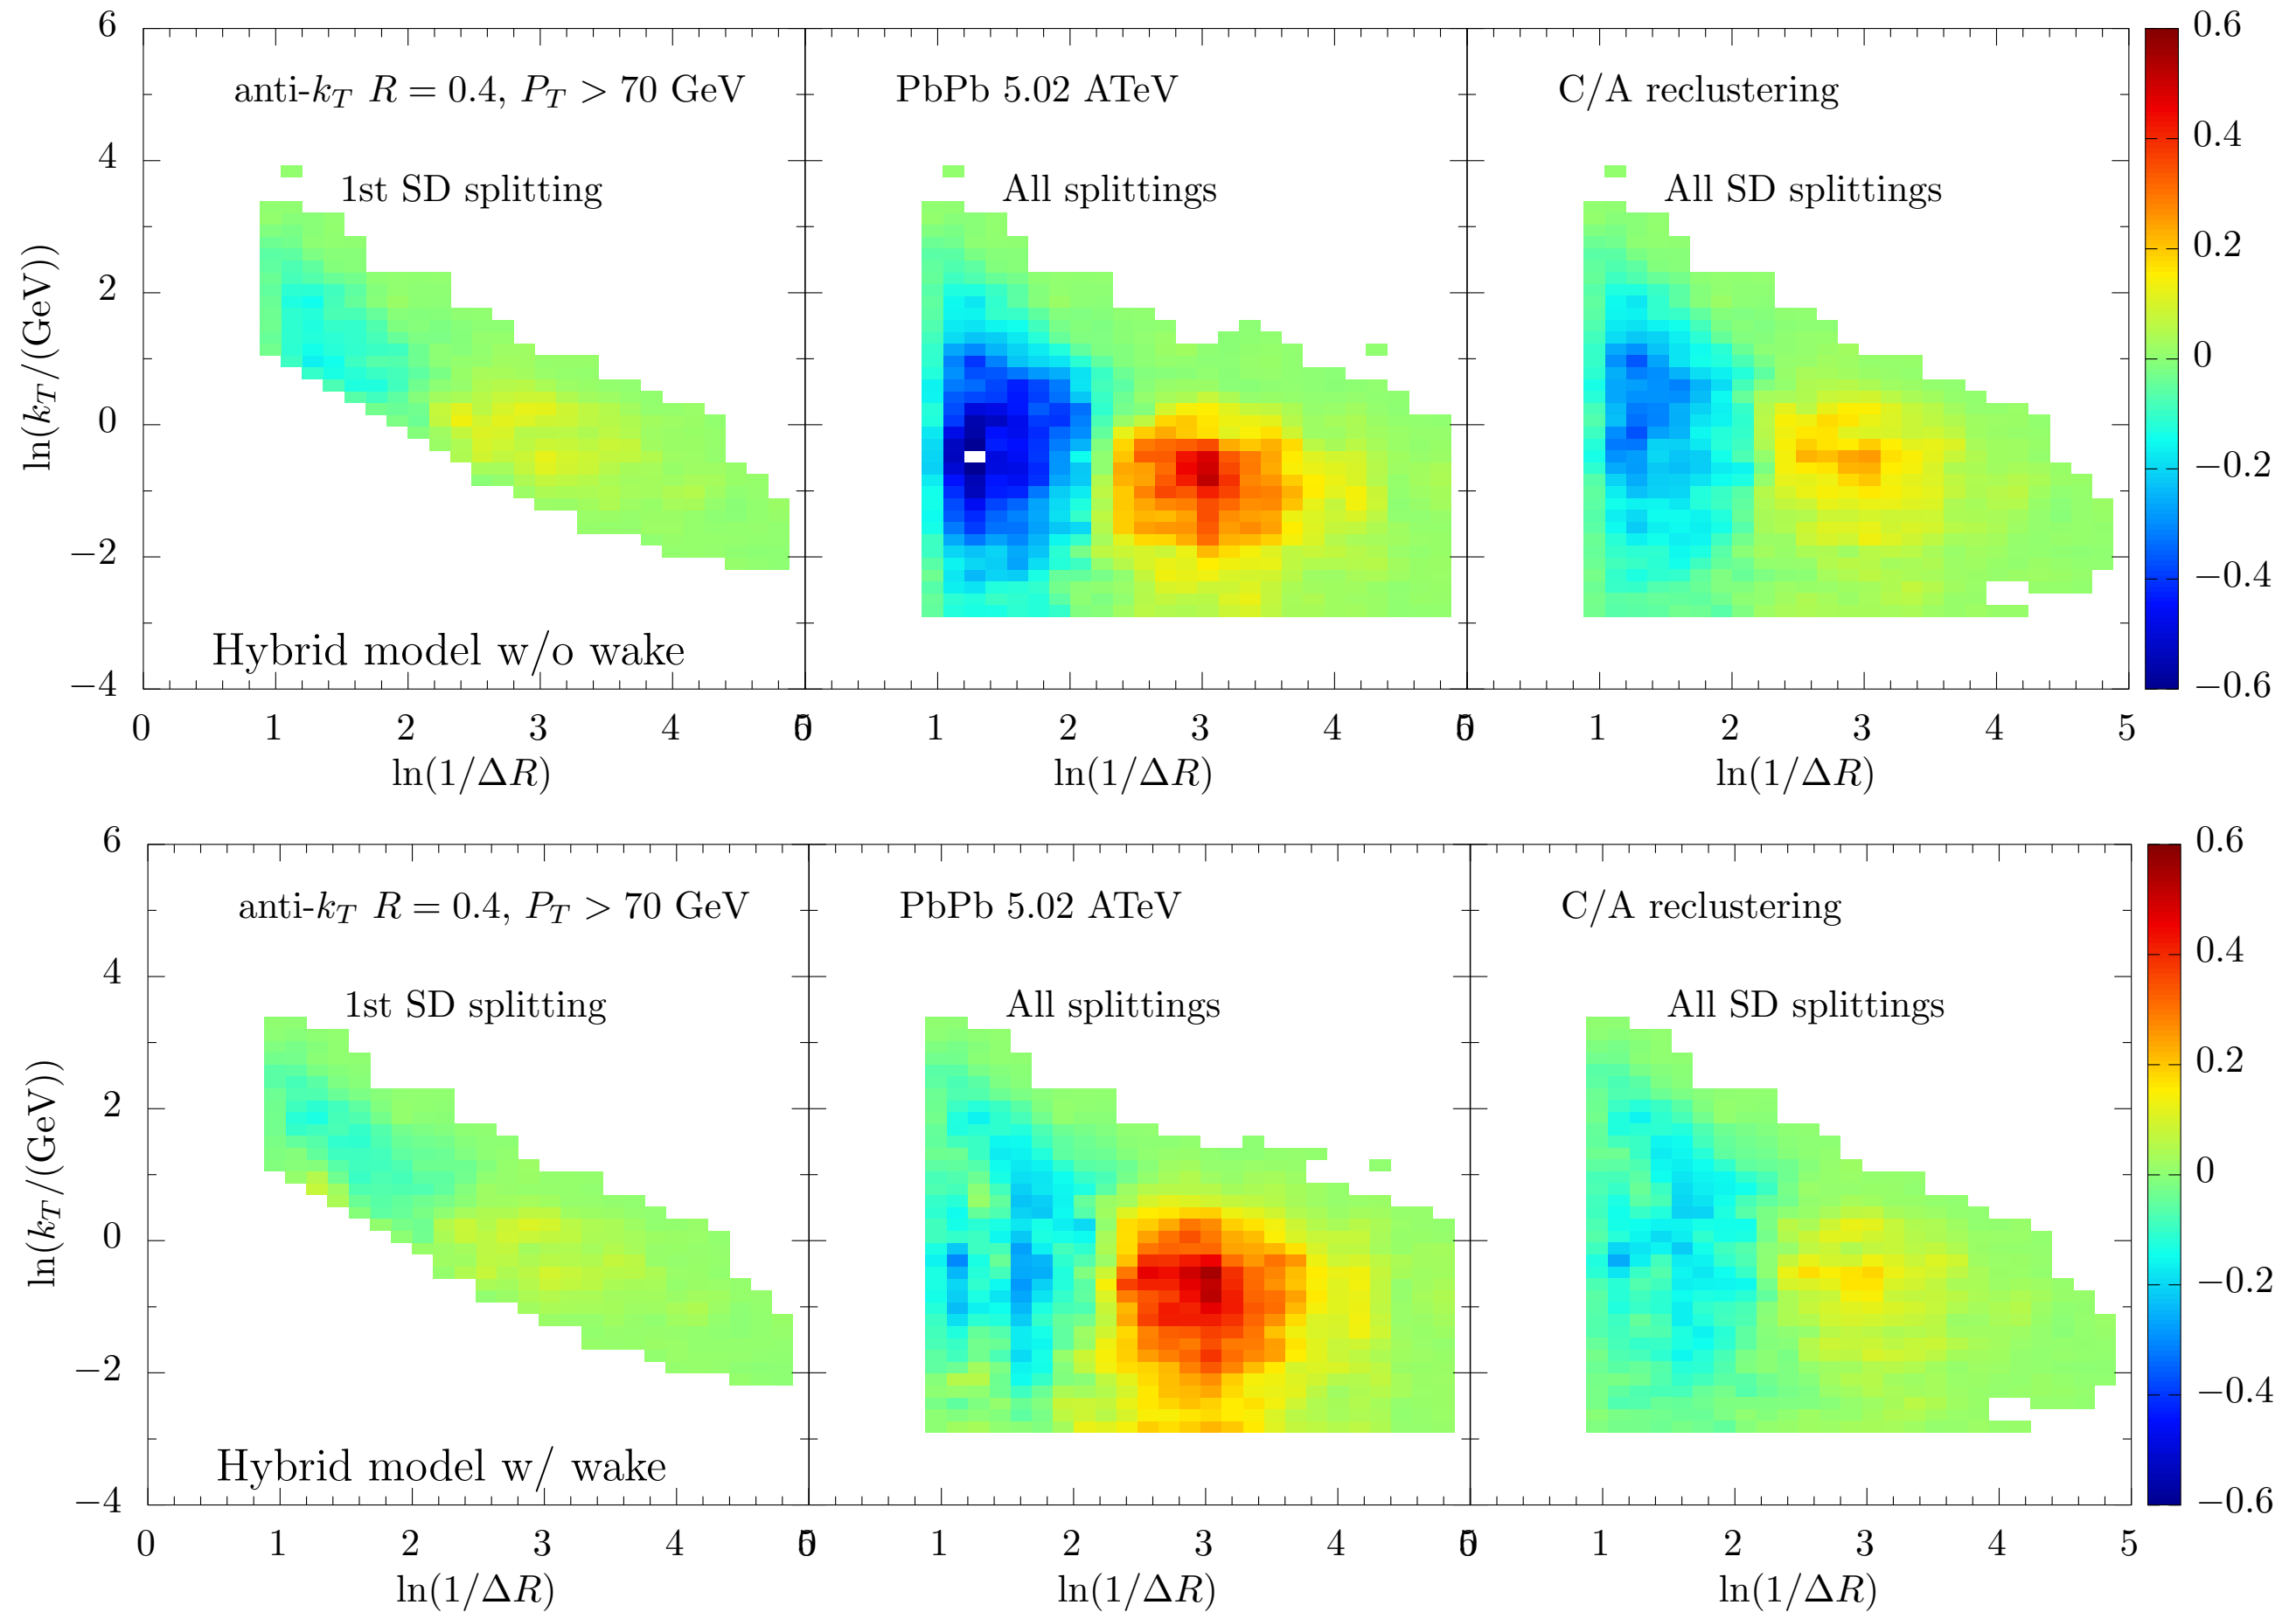 anti-k_T R = 0.4, P_T > 70 GeV
PbPb 5.02 ATeV
C/A reclustering
1st SD splitting
All splittings
All SD splittings
Hybrid model w/o wake
ln(k_T/(GeV))
6
4
2
0
−2
−4
0 1 2 3 4 5
0 1 2 3 4 5
0 1 2 3 4 5
ln(1/ΔR)
ln(1/ΔR)
ln(1/ΔR)
0.6
0.4
0.2
0
−0.2
−0.4
−0.6
anti-k_T R = 0.4, P_T > 70 GeV
PbPb 5.02 ATeV
C/A reclustering
1st SD splitting
All splittings
All SD splittings
Hybrid model w/ wake
ln(k_T/(GeV))
6
4
2
0
−2
−4
0 1 2 3 4 5
0 1 2 3 4 5
0 1 2 3 4 5
ln(1/ΔR)
ln(1/ΔR)
ln(1/ΔR)
0.6
0.4
0.2
0
−0.2
−0.4
−0.6